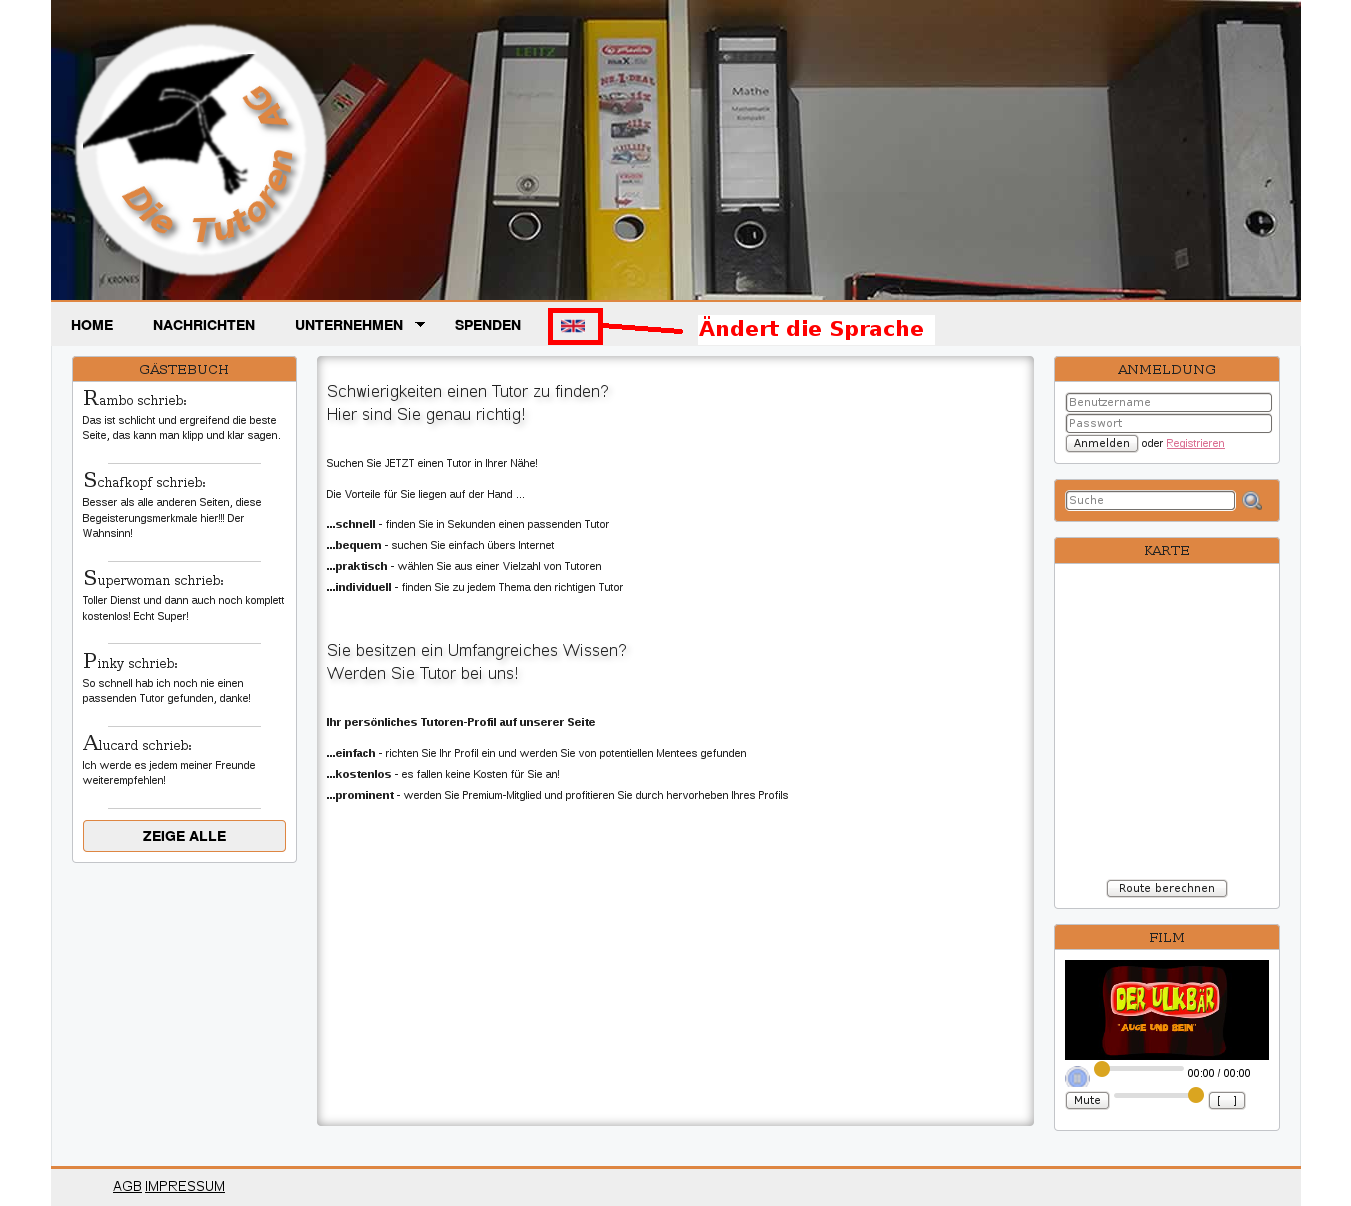 Die Tutoren AG
KRONES
LEITZ
Herlitz
maX.file
NR.1-DEAL
Mathe
Mathematik
Kompakt
HOME NACHRICHTEN UNTERNEHMEN SPENDEN
Ändert die Sprache
GÄSTEBUCH
Rambo schrieb:
Das ist schlicht und ergreifend die beste
Seite, das kann man klipp und klar sagen.
Schafkopf schrieb:
Besser als alle anderen Seiten, diese
Begeisterungsmerkmale hier!!! Der
Wahnsinn!
Superwoman schrieb:
Toller Dienst und dann auch noch komplett
kostenlos! Echt Super!
Pinky schrieb:
So schnell hab ich noch nie einen
passenden Tutor gefunden, danke!
Alucard schrieb:
Ich werde es jedem meiner Freunde
weiterempfehlen!
ZEIGE ALLE
Schwierigkeiten einen Tutor zu finden?
Hier sind Sie genau richtig!
Suchen Sie JETZT einen Tutor in Ihrer Nähe!
Die Vorteile für Sie liegen auf der Hand ...
...schnell - finden Sie in Sekunden einen passenden Tutor
...bequem - suchen Sie einfach übers Internet
...praktisch - wählen Sie aus einer Vielzahl von Tutoren
...individuell - finden Sie zu jedem Thema den richtigen Tutor
Sie besitzen ein Umfangreiches Wissen?
Werden Sie Tutor bei uns!
Ihr persönliches Tutoren-Profil auf unserer Seite
...einfach - richten Sie Ihr Profil ein und werden Sie von potentiellen Mentees gefunden
...kostenlos - es fallen keine Kosten für Sie an!
...prominent - werden Sie Premium-Mitglied und profitieren Sie durch hervorheben Ihres Profils
ANMELDUNG
Benutzername
Passwort
Anmelden oder Registrieren
Suche
KARTE
Route berechnen
FILM
DER ULKBÄR
"AUGE UND BEIN"
00:00 / 00:00
Mute [ ]
AGB IMPRESSUM